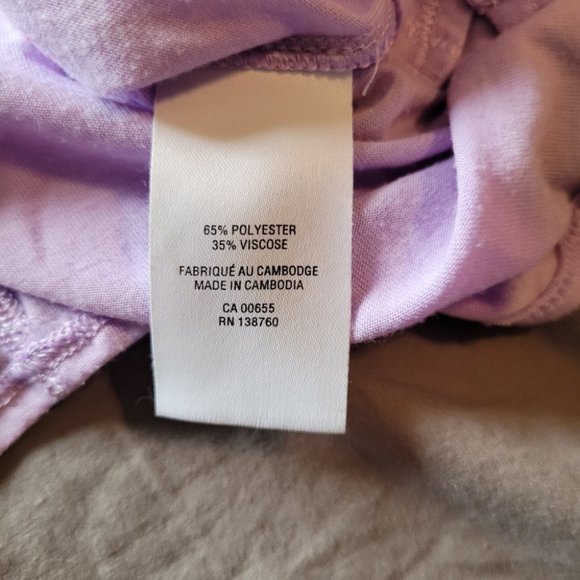 65% POLYESTER
35% VISCOSE
FABRIQUÉ AU CAMBODGE
MADE IN CAMBODIA
CA 00655
RN 138760